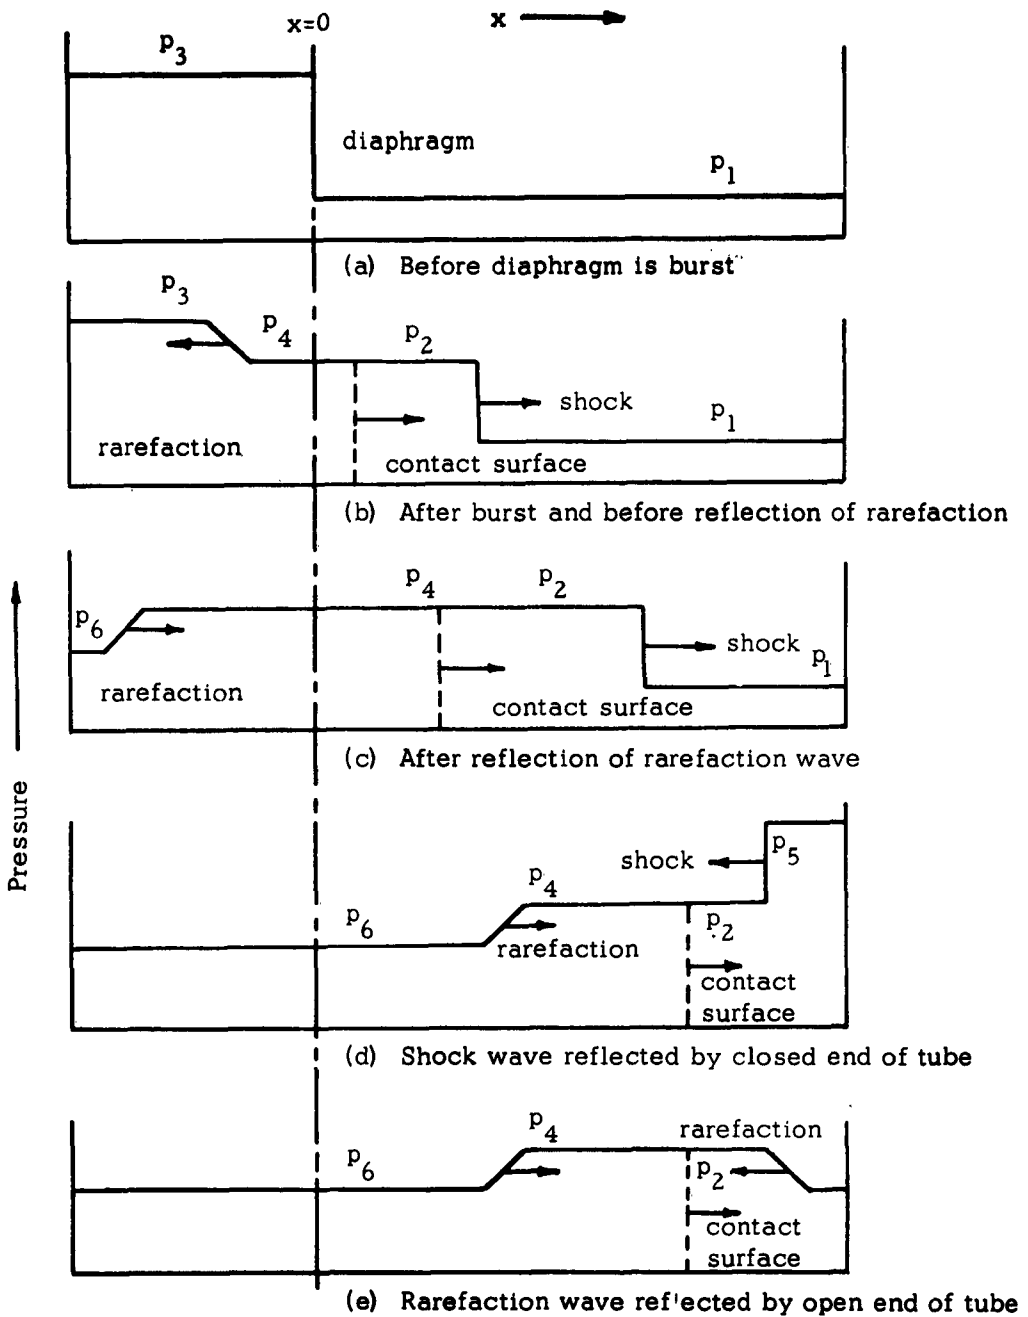 x=0
x
p3
diaphragm
p1
(a) Before diaphragm is burst
p3
p4
p2
shock
p1
rarefaction
contact surface
(b) After burst and before reflection of rarefaction
p4
p2
p6
shock
p1
rarefaction
contact surface
(c) After reflection of rarefaction wave
Pressure
p5
shock
p4
p6
p2
rarefaction
contact
surface
(d) Shock wave reflected by closed end of tube
p4
rarefaction
p6
p2
contact
surface
(e) Rarefaction wave ref'ected by open end of tube